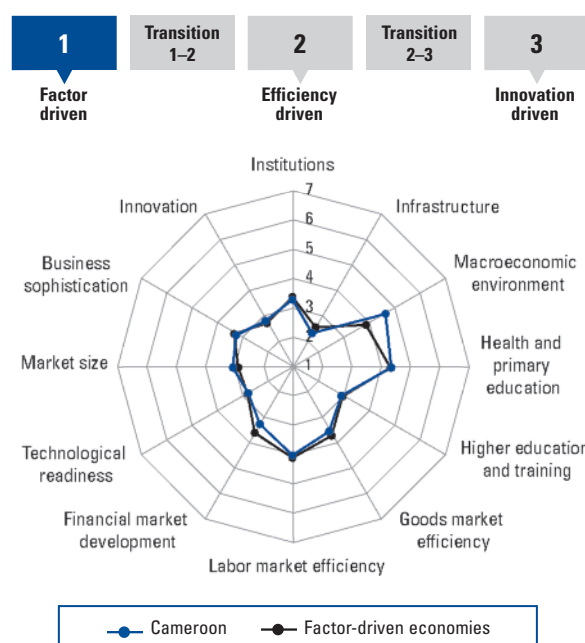 1
Transition
1–2
2
Transition
2–3
3
Factor
driven
Efficiency
driven
Innovation
driven
Institutions
7
6
5
4
3
2
1
Infrastructure
Macroeconomic
environment
Health and
primary
education
Higher education
and training
Goods market
efficiency
Labor market efficiency
Financial market
development
Technological
readiness
Market size
Business
sophistication
Innovation
Cameroon
Factor-driven economies